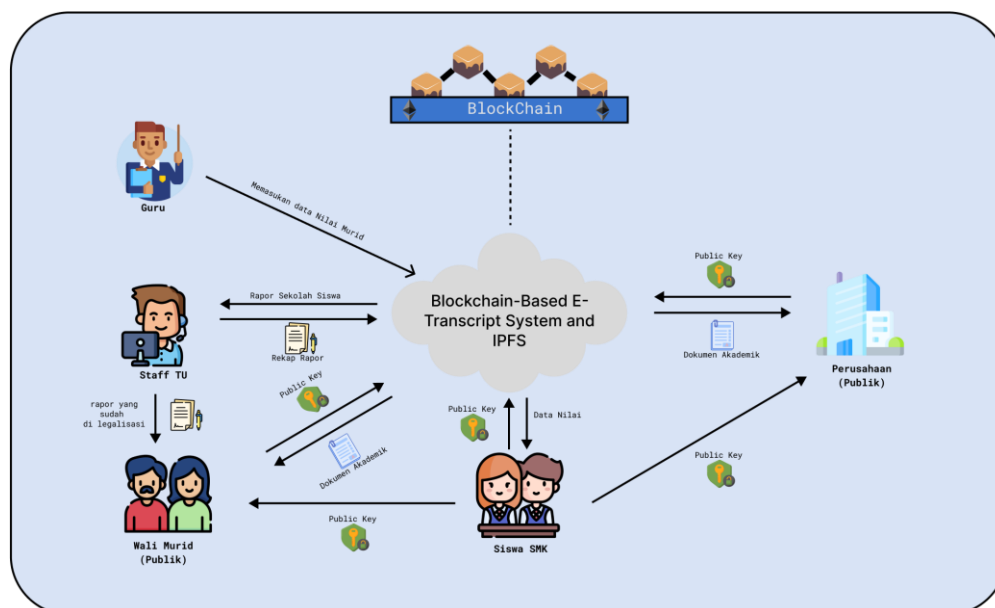 BlockChain
Memasukan data Nilai Murid
Guru
Public Key
Rapor Sekolah Siswa
Blockchain-Based E-
Transcript System and
IPFS
Rekap Rapor
Dokumen Akademik
Staff TU
Perusahaan
(Publik)
Public Key
rapor yang
sudah
di legalisasi
Public Key
Data Nilai
Dokumen Akademik
Public Key
Wali Murid
(Publik)
Public Key
Siswa SMK